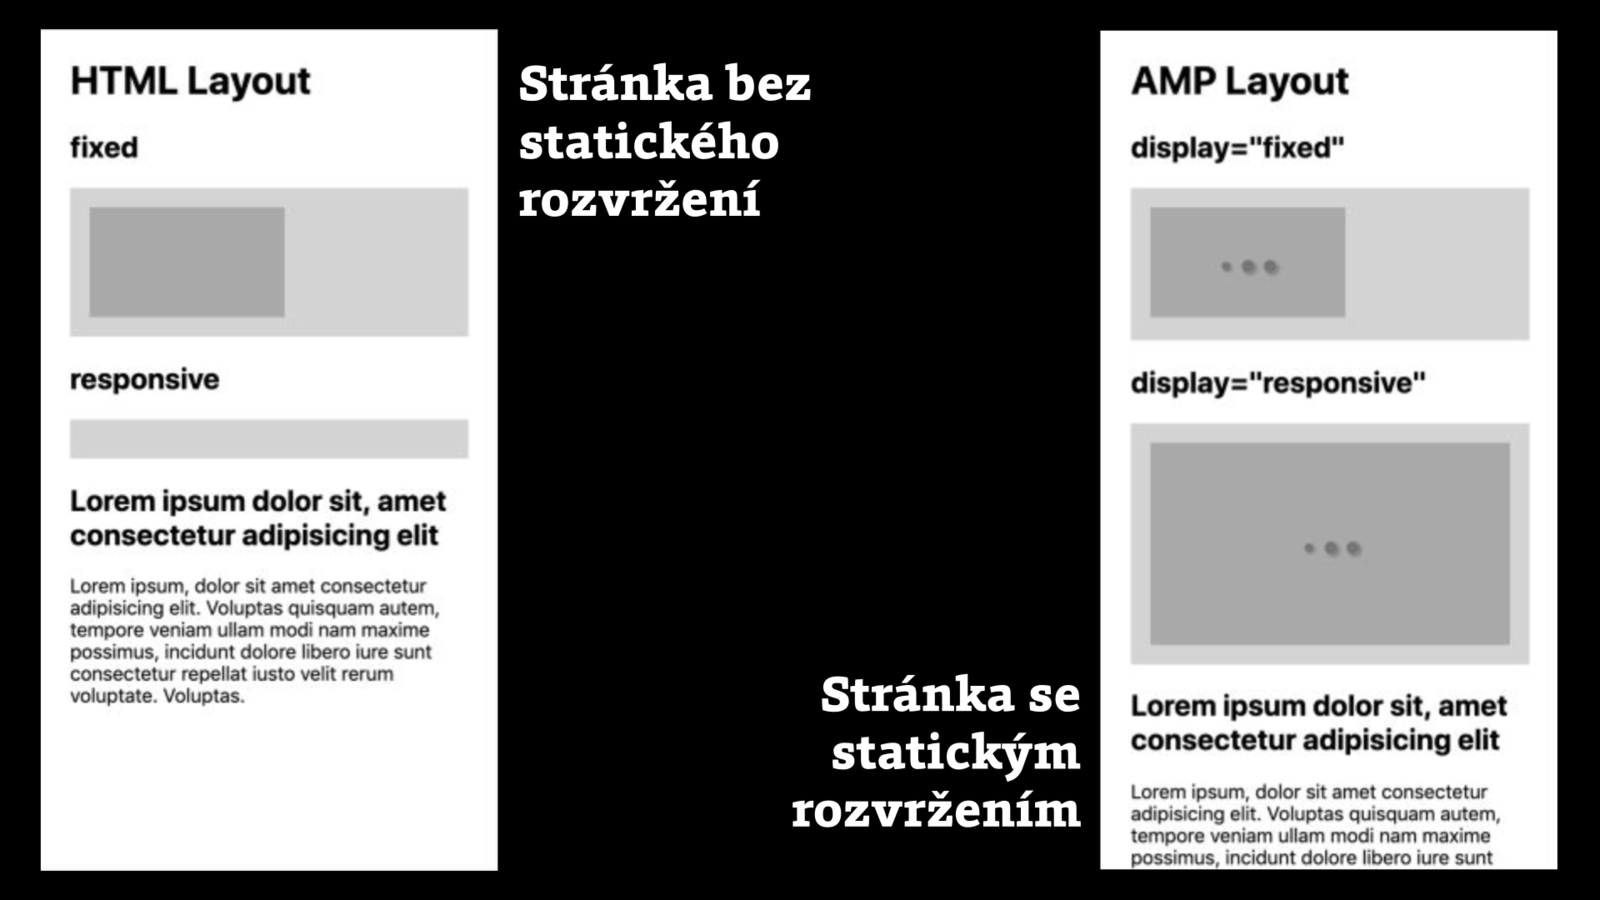 HTML Layout
fixed
responsive
Lorem ipsum dolor sit, amet
consectetur adipisicing elit
Lorem ipsum, dolor sit amet consectetur
adipisicing elit. Voluptas quisquam autem,
tempore veniam ullam modi nam maxime
possimus, incidunt dolore libero iure sunt
consectetur repellat iusto velit rerum
voluptate. Voluptas.
Stránka bez
statického
rozvržení
Stránka se
statickým
rozvržením
AMP Layout
display="fixed"
display="responsive"
Lorem ipsum dolor sit, amet
consectetur adipisicing elit
Lorem ipsum, dolor sit amet consectetur
adipisicing elit. Voluptas quisquam autem,
tempore veniam ullam modi nam maxime
possimus, incidunt dolore libero iure sunt